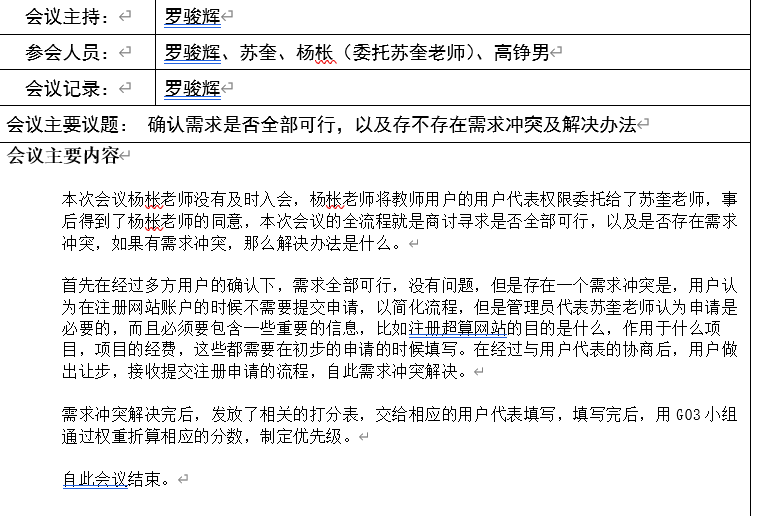 会议主持： 罗骏辉
参会人员： 罗骏辉、苏奎、杨枨（委托苏奎老师）、高铮男
会议记录： 罗骏辉
会议主要议题： 确认需求是否全部可行，以及存不存在需求冲突及解决办法
会议主要内容
本次会议杨枨老师没有及时入会，杨枨老师将教师用户的用户代表权限委托给了苏奎老师，事
后得到了杨枨老师的同意，本次会议的全流程就是商讨寻求是否全部可行，以及是否存在需求
冲突，如果有需求冲突，那么解决办法是什么。
首先在经过多方用户的确认下，需求全部可行，没有问题，但是存在一个需求冲突是，用户认
为在注册网站账户的时候不需要提交申请，以简化流程，但是管理员代表苏奎老师认为申请是
必要的，而且必须要包含一些重要的信息，比如注册超算网站的目的是什么，作用于什么项
目，项目的经费，这些都需要在初步的申请的时候填写。在经过与用户代表的协商后，用户做
出让步，接收提交注册申请的流程，自此需求冲突解决。
需求冲突解决完后，发放了相关的打分表，交给相应的用户代表填写，填写完后，用 G03 小组
通过权重折算相应的分数，制定优先级。
自此会议结束。